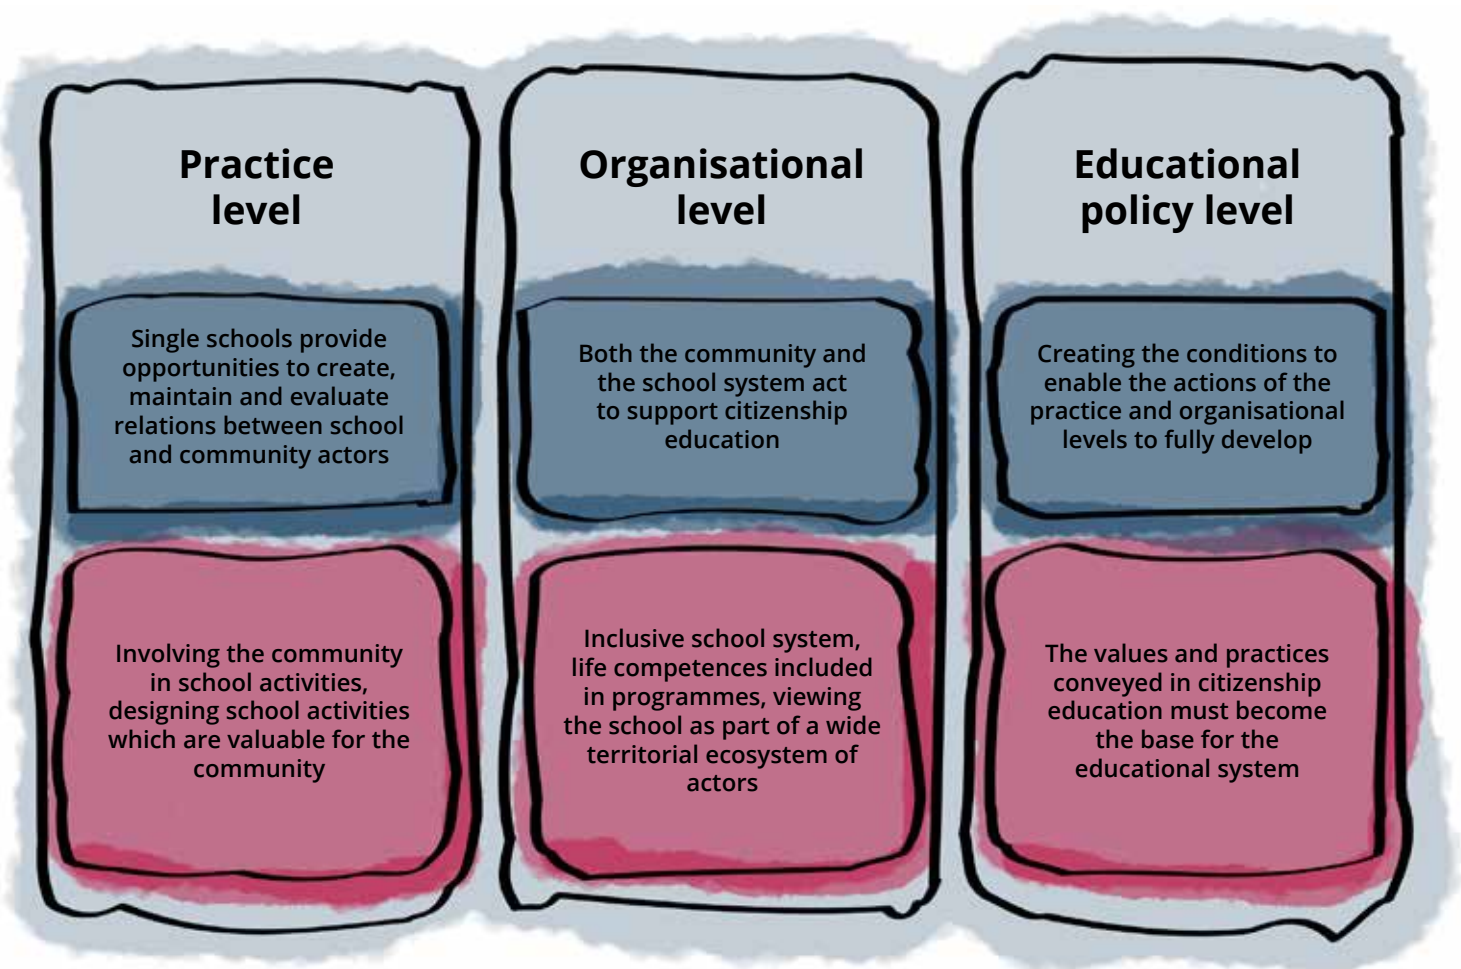 Practice
level
Single schools provide
opportunities to create,
maintain and evaluate
relations between school
and community actors
Involving the community
in school activities,
designing school activities
which are valuable for the
community
Organisational
level
Both the community and
the school system act
to support citizenship
education
Inclusive school system,
life competences included
in programmes, viewing
the school as part of a wide
territorial ecosystem of
actors
Educational
policy level
Creating the conditions to
enable the actions of the
practice and organisational
levels to fully develop
The values and practices
conveyed in citizenship
education must become
the base for the
educational system